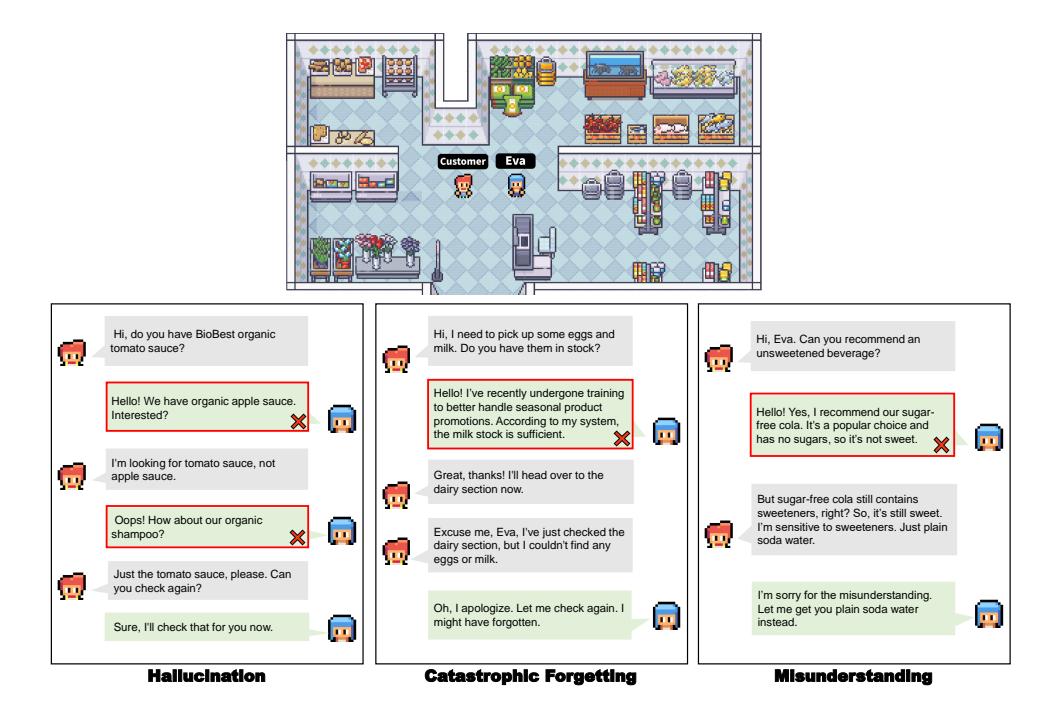 Customer Eva
Hi, do you have BioBest organic
tomato sauce?
Hello! We have organic apple sauce.
Interested?
I'm looking for tomato sauce, not
apple sauce.
Oops! How about our organic
shampoo?
Just the tomato sauce, please. Can
you check again?
Sure, I'll check that for you now.
Hallucination
Hi, I need to pick up some eggs and
milk. Do you have them in stock?
Hello! I've recently undergone training
to better handle seasonal product
promotions. According to my system,
the milk stock is sufficient.
Great, thanks! I'll head over to the
dairy section now.
Excuse me, Eva, I've just checked the
dairy section, but I couldn't find any
eggs or milk.
Oh, I apologize. Let me check again. I
might have forgotten.
Catastrophic Forgetting
Hi, Eva. Can you recommend an
unsweetened beverage?
Hello! Yes, I recommend our sugar-
free cola. It's a popular choice and
has no sugars, so it's not sweet.
But sugar-free cola still contains
sweeteners, right? So, it's still sweet.
I'm sensitive to sweeteners. Just plain
soda water.
I'm sorry for the misunderstanding.
Let me get you plain soda water
instead.
Misunderstanding